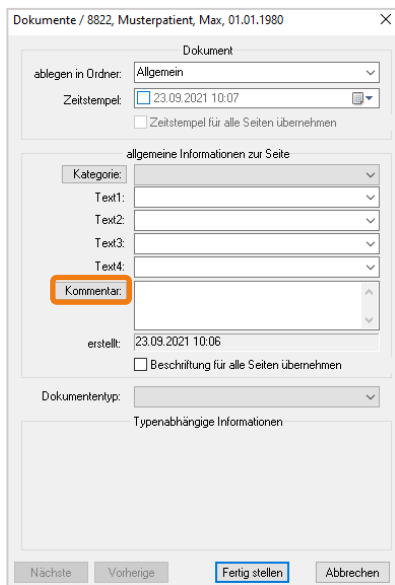 Dokumente / 8822, Musterpatient, Max, 01.01.1980
Dokument
ablegen in Ordner: Allgemein
Zeitstempel: 23.09.2021 10:07
Zeitstempel für alle Seiten übernehmen
allgemeine Informationen zur Seite
Kategorie:
Text1:
Text2:
Text3:
Text4:
Kommentar:
erstellt: 23.09.2021 10:06
Beschriftung für alle Seiten übernehmen
Dokumententyp:
Typenabhängige Informationen
Nächste Vorherige Fertig stellen Abbrechen